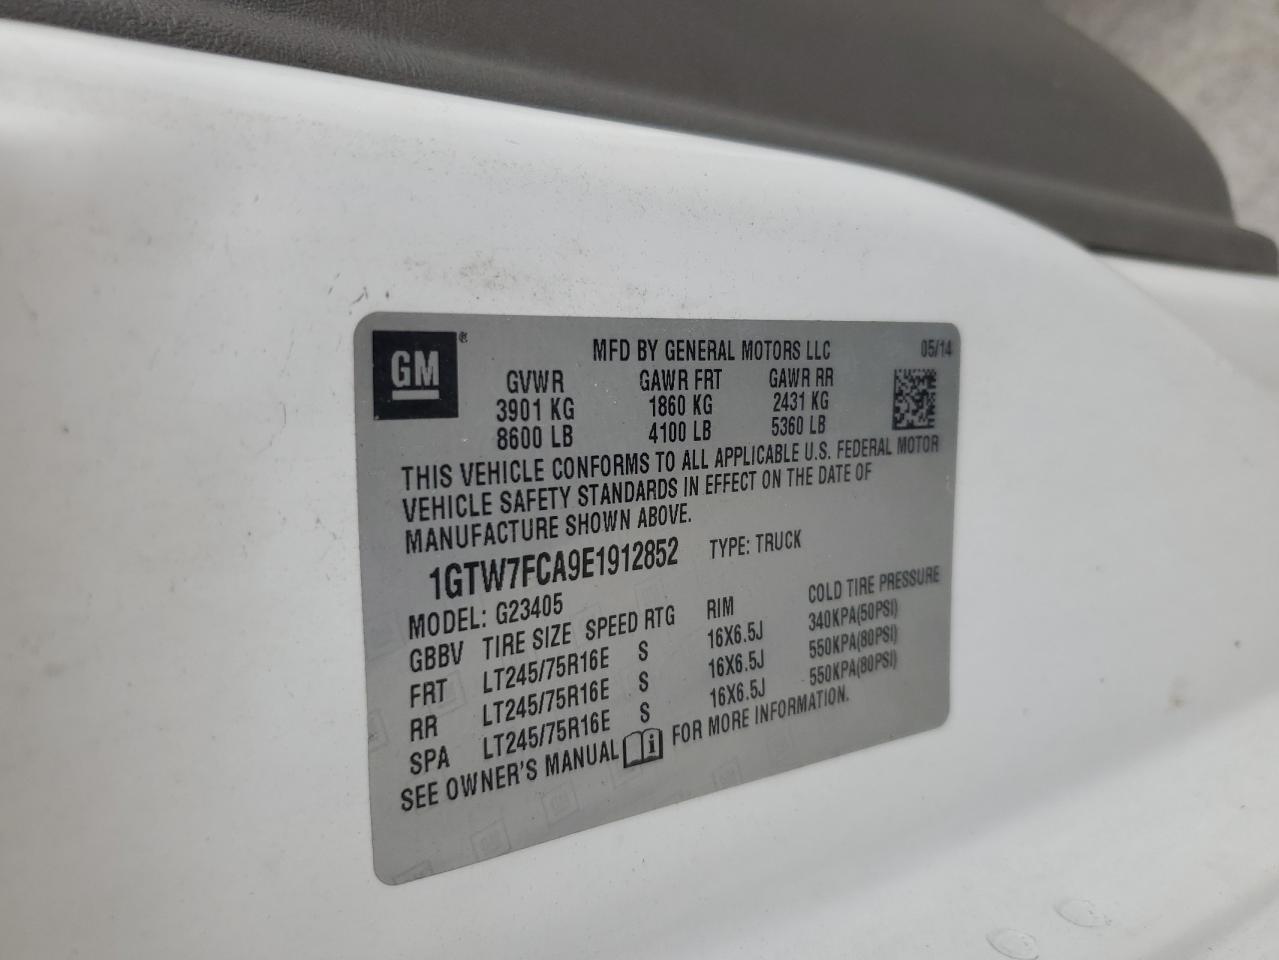 GM ®
MFD BY GENERAL MOTORS LLC 05/14
GVWR GAWR FRT GAWR RR
3901 KG 1860 KG 2431 KG
8600 LB 4100 LB 5360 LB
THIS VEHICLE CONFORMS TO ALL APPLICABLE U.S. FEDERAL MOTOR
VEHICLE SAFETY STANDARDS IN EFFECT ON THE DATE OF
MANUFACTURE SHOWN ABOVE.
1GTW7FCA9E1912852 TYPE: TRUCK
MODEL: G23405
GBBV TIRE SIZE SPEED RTG RIM COLD TIRE PRESSURE
FRT LT245/75R16E S 16X6.5J 340KPA(50PSI)
RR LT245/75R16E S 16X6.5J 550KPA(80PSI)
SPA LT245/75R16E S 16X6.5J 550KPA(80PSI)
SEE OWNER'S MANUAL FOR MORE INFORMATION.